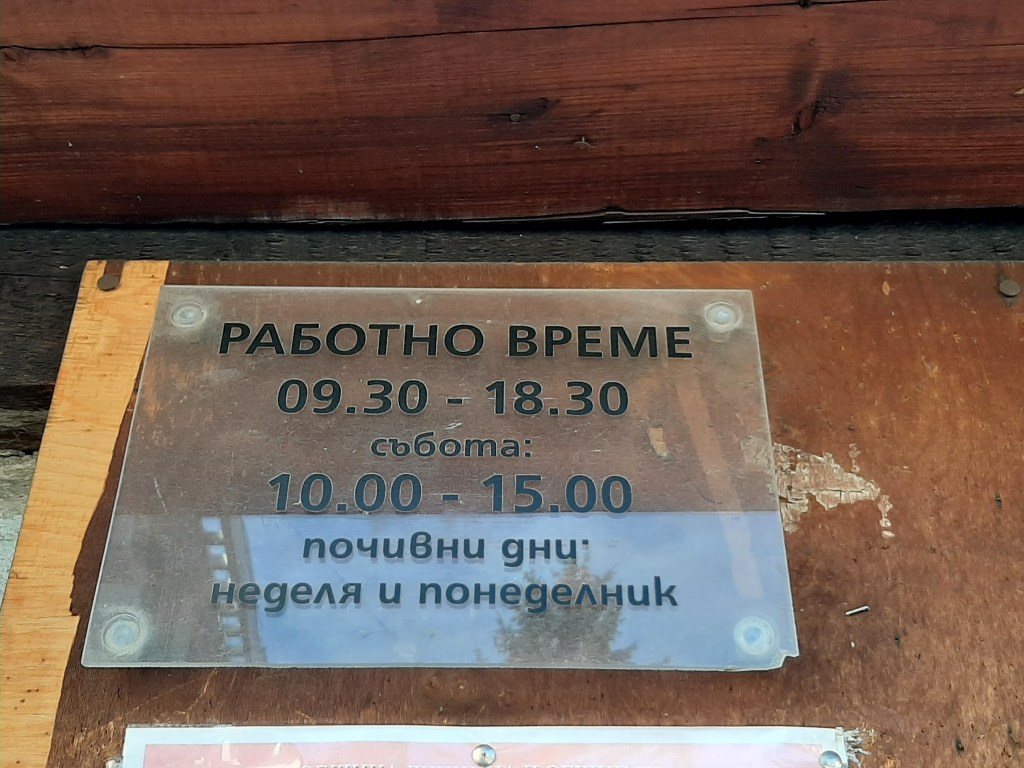 РАБОТНО ВРЕМЕ
09.30 - 18.30
събота:
10.00 - 15.00
почивни дни:
неделя и понеделник